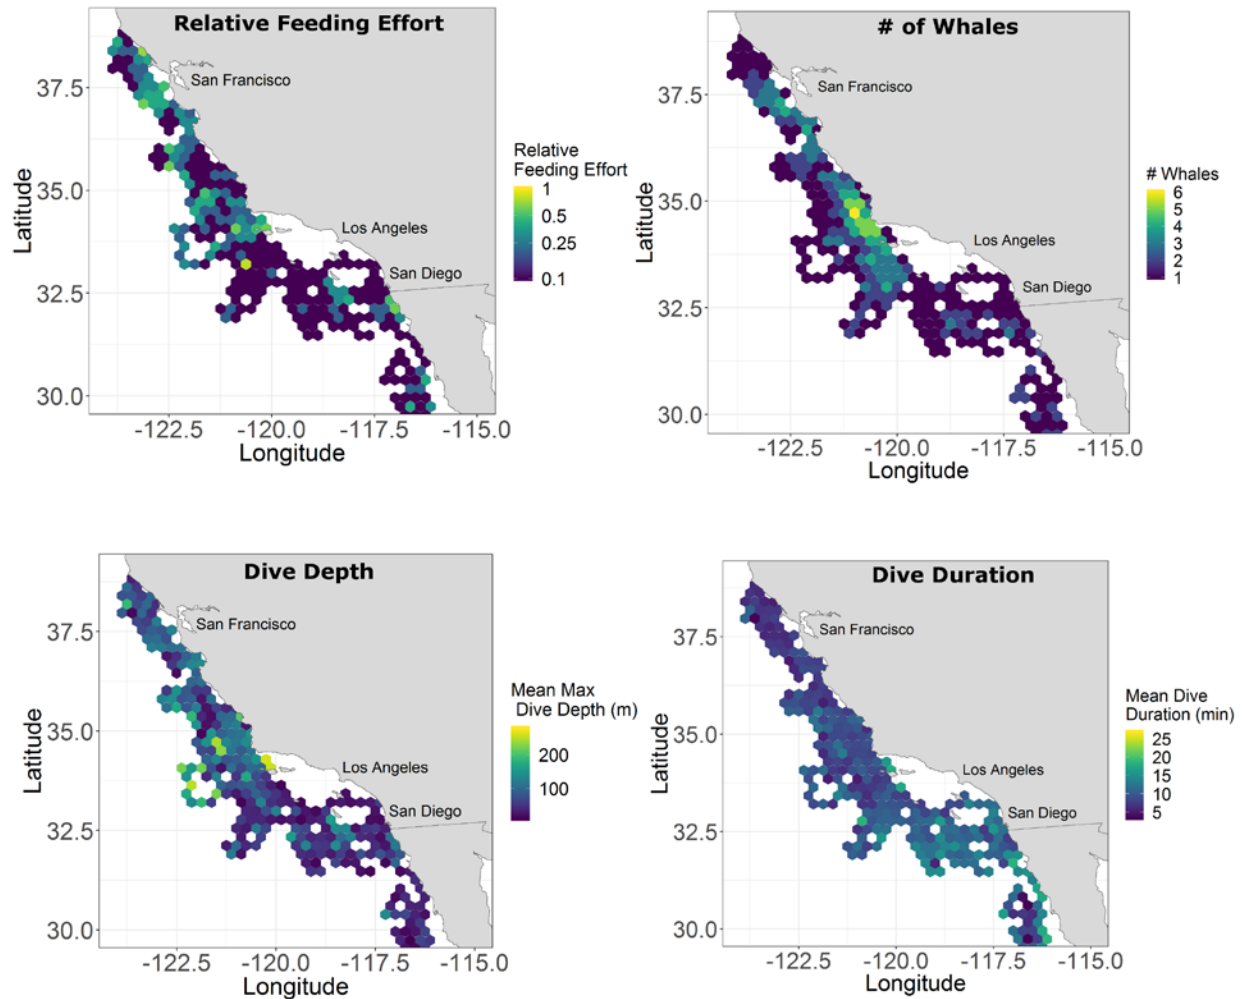 Relative Feeding Effort
San Francisco
Los Angeles
San Diego
37.5
35.0
32.5
30.0
Latitude
-122.5
-120.0
-117.5
-115.0
Longitude
Relative
Feeding Effort
1
0.5
0.25
0.1
# of Whales
San Francisco
Los Angeles
San Diego
37.5
35.0
32.5
30.0
Latitude
-122.5
-120.0
-117.5
-115.0
Longitude
# Whales
6
5
4
3
2
1
Dive Depth
San Francisco
Los Angeles
San Diego
37.5
35.0
32.5
30.0
Latitude
-122.5
-120.0
-117.5
-115.0
Longitude
Mean Max
Dive Depth (m)
200
100
Dive Duration
San Francisco
Los Angeles
San Diego
37.5
35.0
32.5
30.0
Latitude
-122.5
-120.0
-117.5
-115.0
Longitude
Mean Dive
Duration (min)
25
20
15
10
5